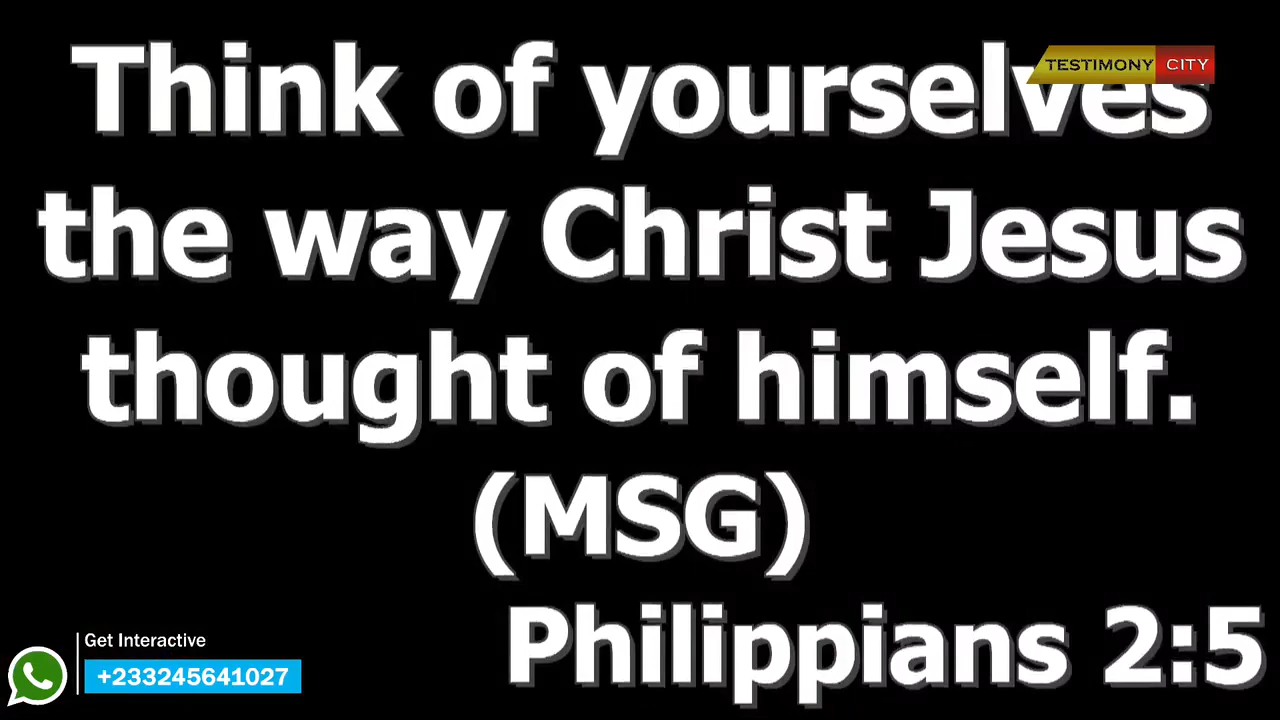 Think of yourselves
TESTIMONY CITY
the way Christ Jesus
thought of himself.
(MSG)
Philippians 2:5
Get Interactive
+233245641027